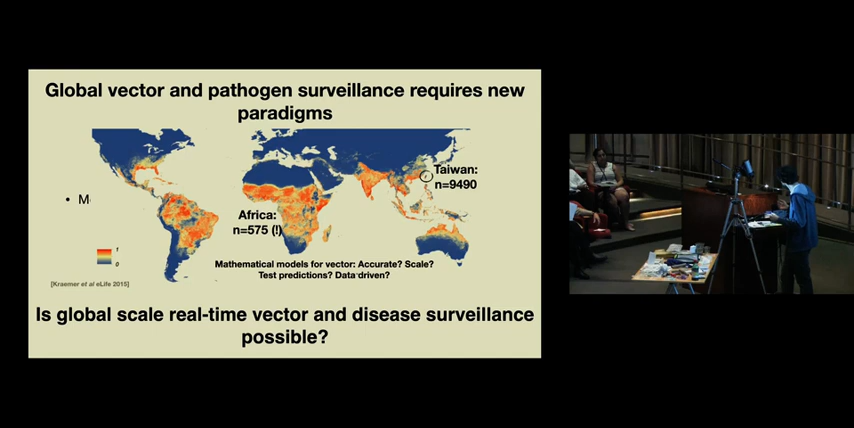 Global vector and pathogen surveillance requires new
paradigms
Taiwan:
n=9490
• M
Africa:
n=575 (!)
1
0
Mathematical models for vector: Accurate? Scale?
Test predictions? Data driven?
[Kraemer et al eLife 2015]
Is global scale real-time vector and disease surveillance
possible?